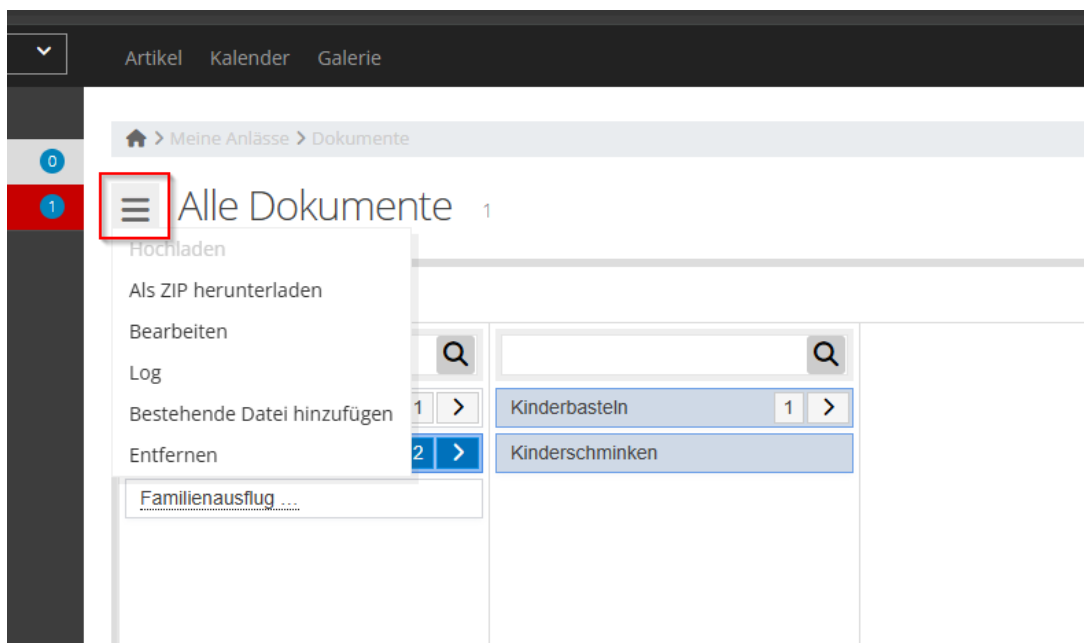 Artikel Kalender Galerie
Meine Anlässe Dokumente
0
1
Alle Dokumente 1
Hochladen
Als ZIP herunterladen
Bearbeiten
Log
Bestehende Datei hinzufügen
Entfernen
1
2
Familienausflug ...
Kinderbasteln 1
Kinderschminken